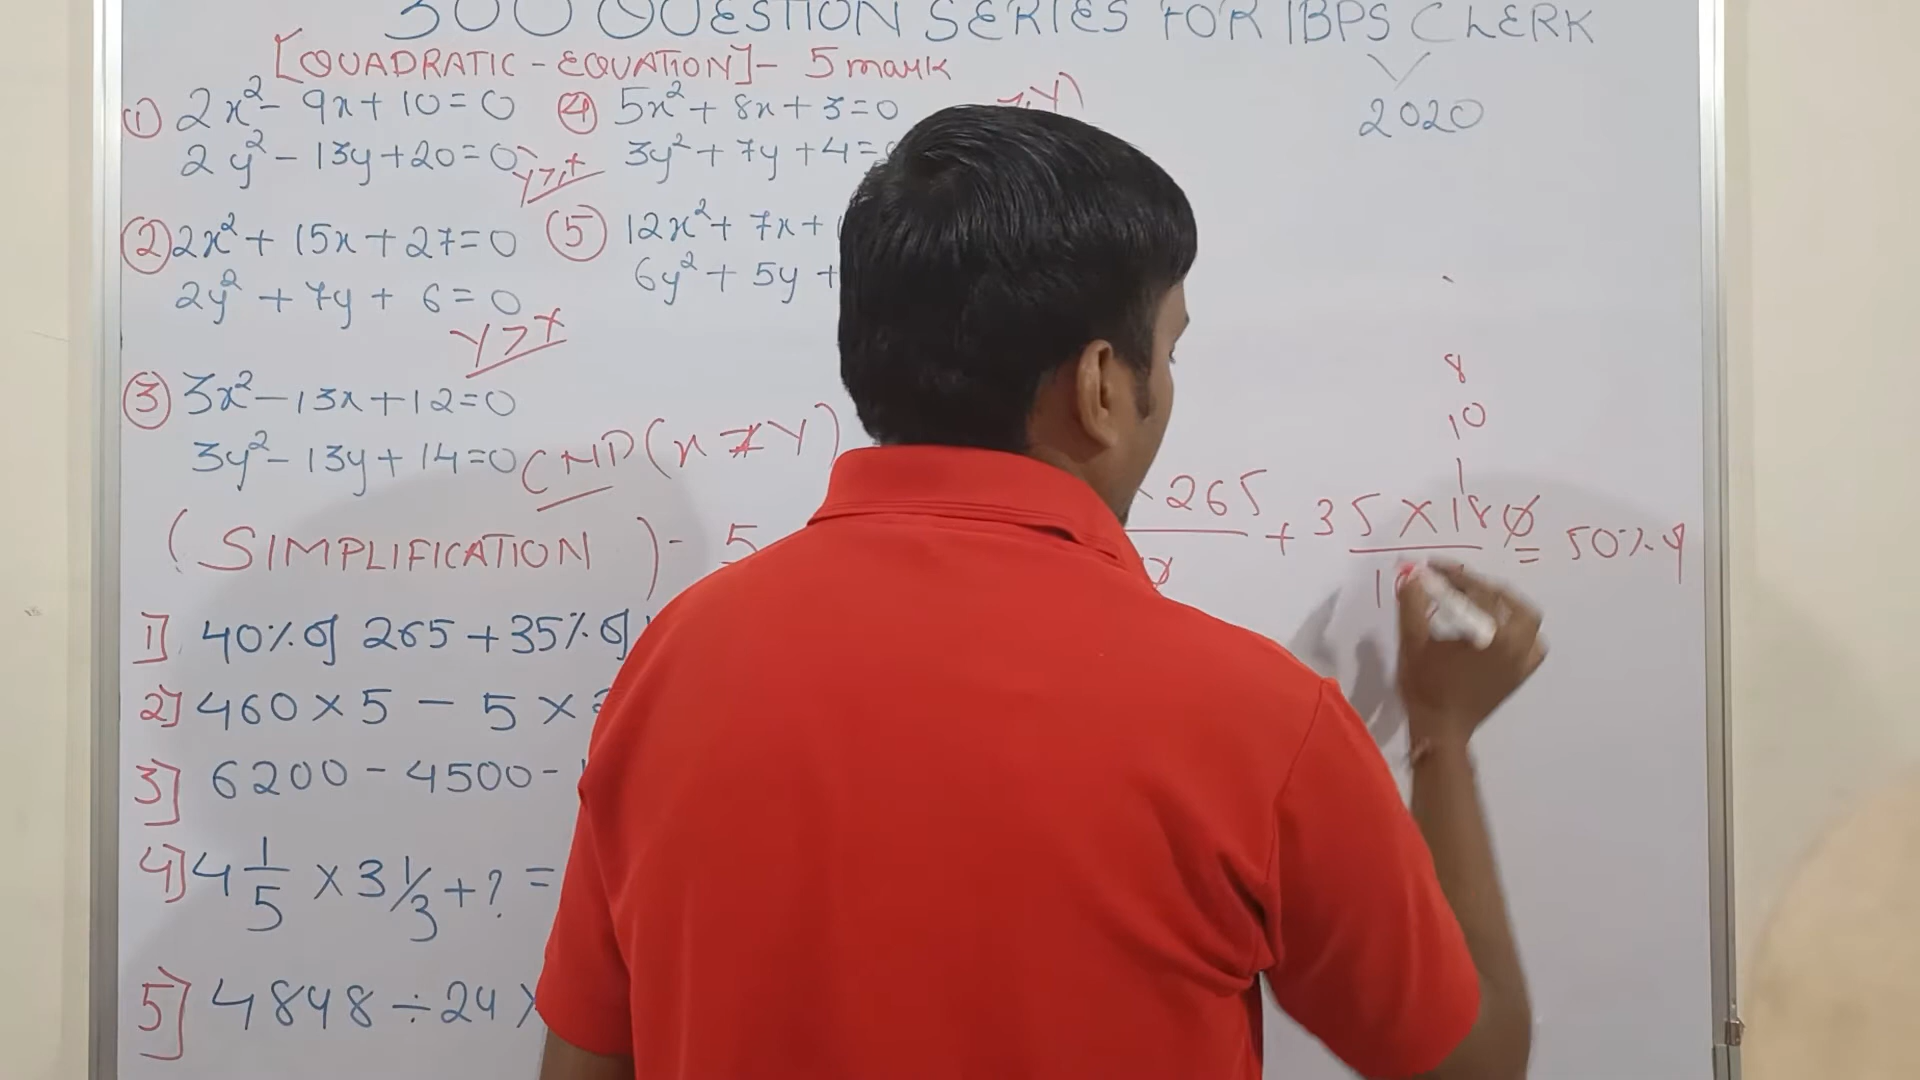 300 QUESTION SERIES FOR IBPS CLERK
2020
[QUADRATIC - EQUATION] - 5 mark
① 2x² - 9x + 10 = 0
2y² - 13y + 20 = 0
② 2x² + 15x + 27 = 0
2y² + 7y + 6 = 0
y > x
③ 3x² - 13x + 12 = 0
3y² - 13y + 14 = 0 CND (x ≠ y)
④ 5x² + 8x + 3 = 0
3y² + 7y + 4 =
⑤ 12x² + 7x +
6y² + 5y +
(SIMPLIFICATION) - 5
1] 40% of 265 + 35% of
2] 460 × 5 - 5 ×
3] 6200 - 4500 -
4] 4 1/5 × 3 1/3 + ? =
5] 4848 ÷ 24 ×
8
10
1
× 265 + 35 × 180 = 50% of